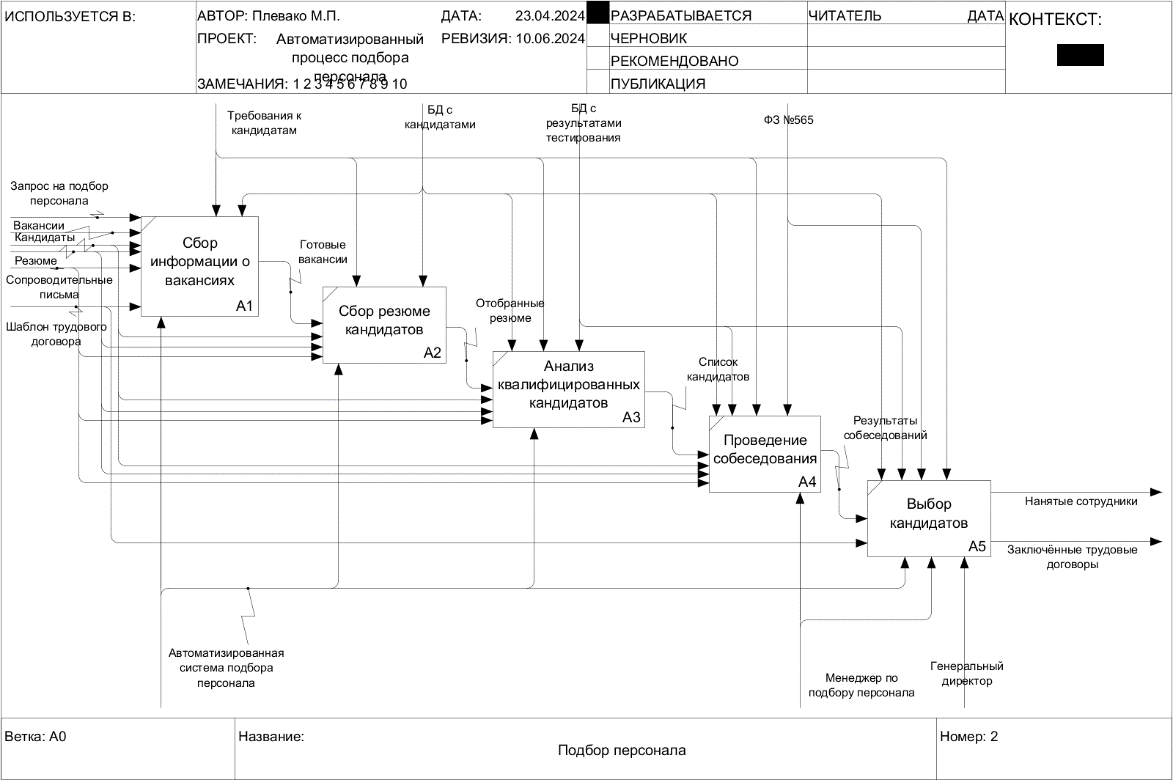 ИСПОЛЬЗУЕТСЯ В:
АВТОР: Плевако М.П.
ДАТА: 23.04.2024
РАЗРАБАТЫВАЕТСЯ
ЧИТАТЕЛЬ
ДАТА
КОНТЕКСТ:
ПРОЕКТ: Автоматизированный
процесс подбора
персонала
РЕВИЗИЯ: 10.06.2024
ЧЕРНОВИК
РЕКОМЕНДОВАНО
ЗАМЕЧАНИЯ: 1 2 3 4 5 6 7 8 9 10
ПУБЛИКАЦИЯ
Требования к
кандидатам
БД с
кандидатами
БД с
результатами
тестирования
ФЗ №565
Запрос на подбор
персонала
Вакансии
Кандидаты
Резюме
Сопроводительные
письма
Шаблон трудового
договора
Сбор
информации о
вакансиях
A1
Готовые
вакансии
Сбор резюме
кандидатов
A2
Отобранные
резюме
Анализ
квалифицированных
кандидатов
A3
Список
кандидатов
Проведение
собеседования
A4
Результаты
собеседований
Выбор
кандидатов
A5
Нанятые сотрудники
Заключённые трудовые
договоры
Автоматизированная
система подбора
персонала
Менеджер по
подбору персонала
Генеральный
директор
Ветка: A0
Название:
Подбор персонала
Номер: 2